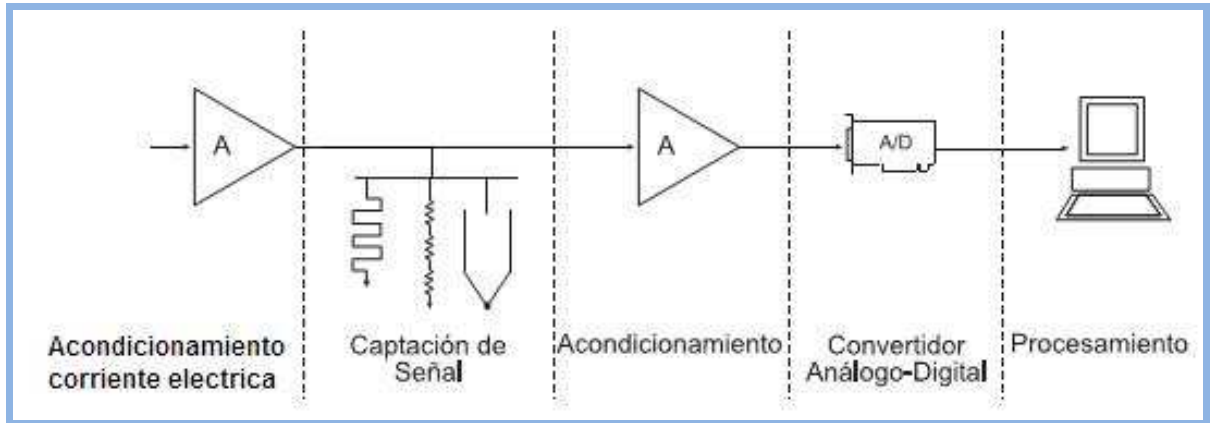 A
A
A/D
Acondicionamiento
corriente electrica
Captación de
Señal
Acondicionamiento
Convertidor
Análogo-Digital
Procesamiento